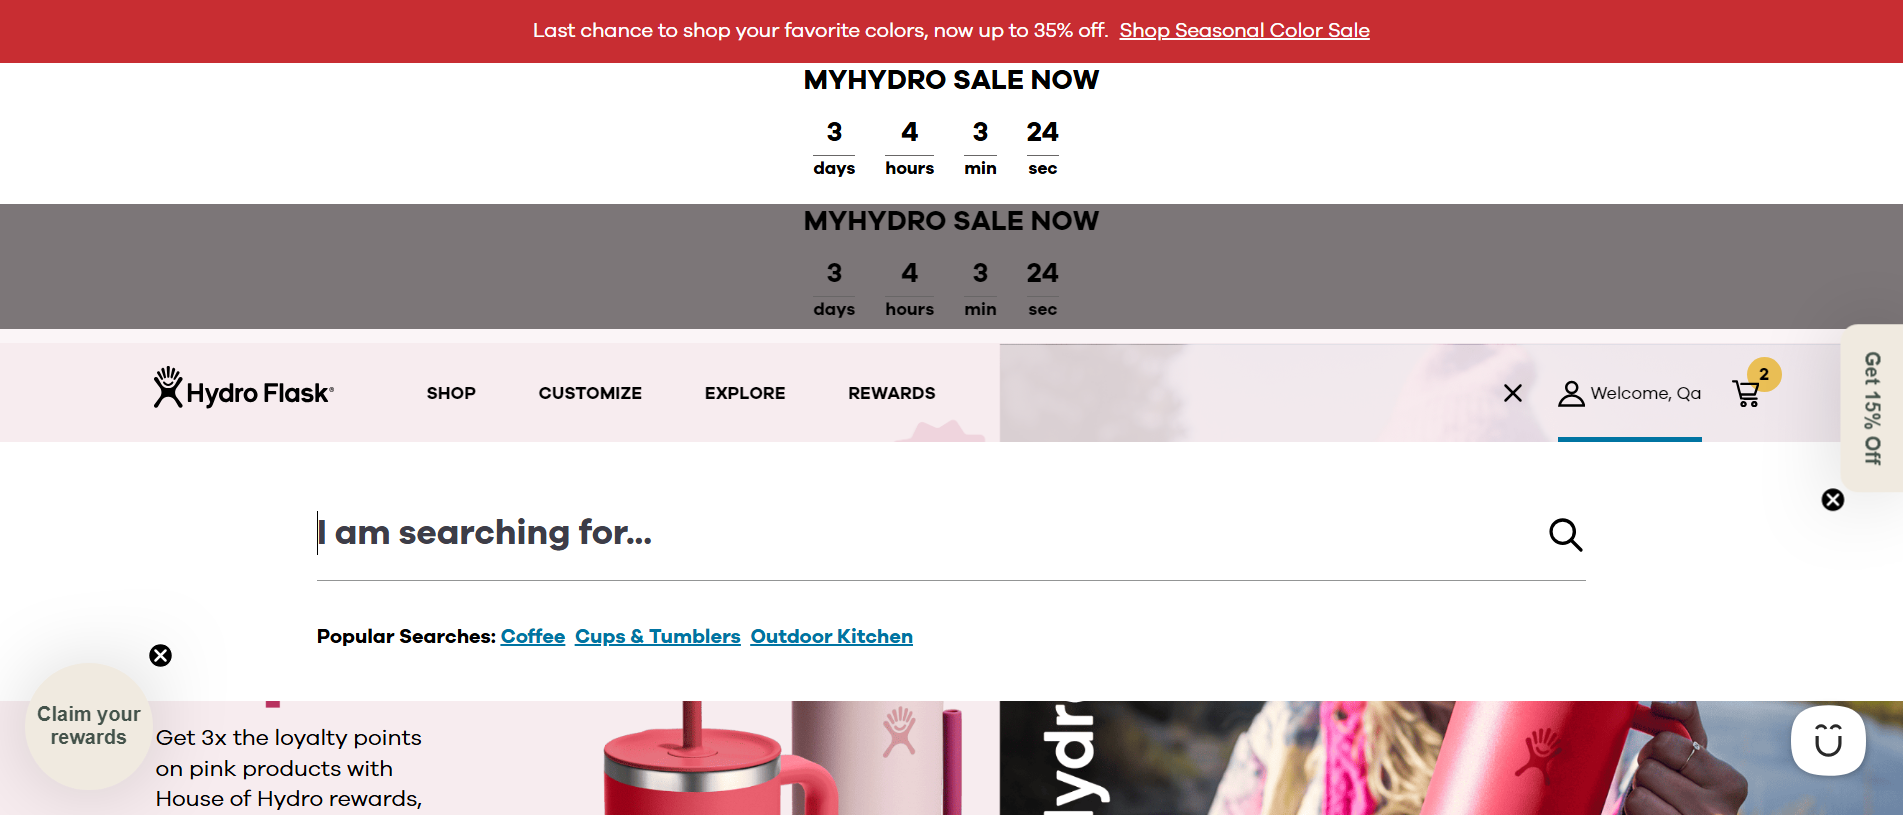 Last chance to shop your favorite colors, now up to 35% off. Shop Seasonal Color Sale
MYHYDRO SALE NOW
3 4 3 24
days hours min sec
MYHYDRO SALE NOW
3 4 3 24
days hours min sec
Hydro Flask®
SHOP CUSTOMIZE EXPLORE REWARDS
Welcome, Qa
2
Get 15% Off
I am searching for...
Popular Searches: Coffee Cups & Tumblers Outdoor Kitchen
Claim your
rewards
Get 3x the loyalty points
on pink products with
House of Hydro rewards,